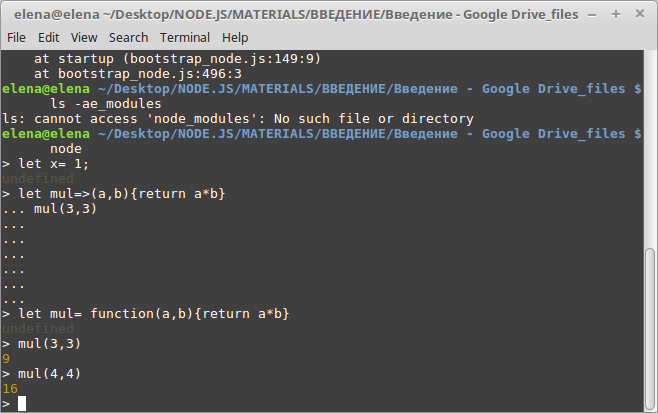 elena@elena ~/Desktop/NODE.JS/MATERIALS/ВВЕДЕНИЕ/Введение - Google Drive_files
File Edit View Search Terminal Help
at startup (bootstrap_node.js:149:9)
at bootstrap_node.js:496:3
elena@elena ~/Desktop/NODE.JS/MATERIALS/ВВЕДЕНИЕ/Введение - Google Drive_files $
ls -ae_modules
ls: cannot access 'node_modules': No such file or directory
elena@elena ~/Desktop/NODE.JS/MATERIALS/ВВЕДЕНИЕ/Введение - Google Drive_files $
node
> let x= 1;
undefined
> let mul=>(a,b){return a*b}
... mul(3,3)
...
...
...
...
...
...
> let mul= function(a,b){return a*b}
undefined
> mul(3,3)
9
> mul(4,4)
16
>